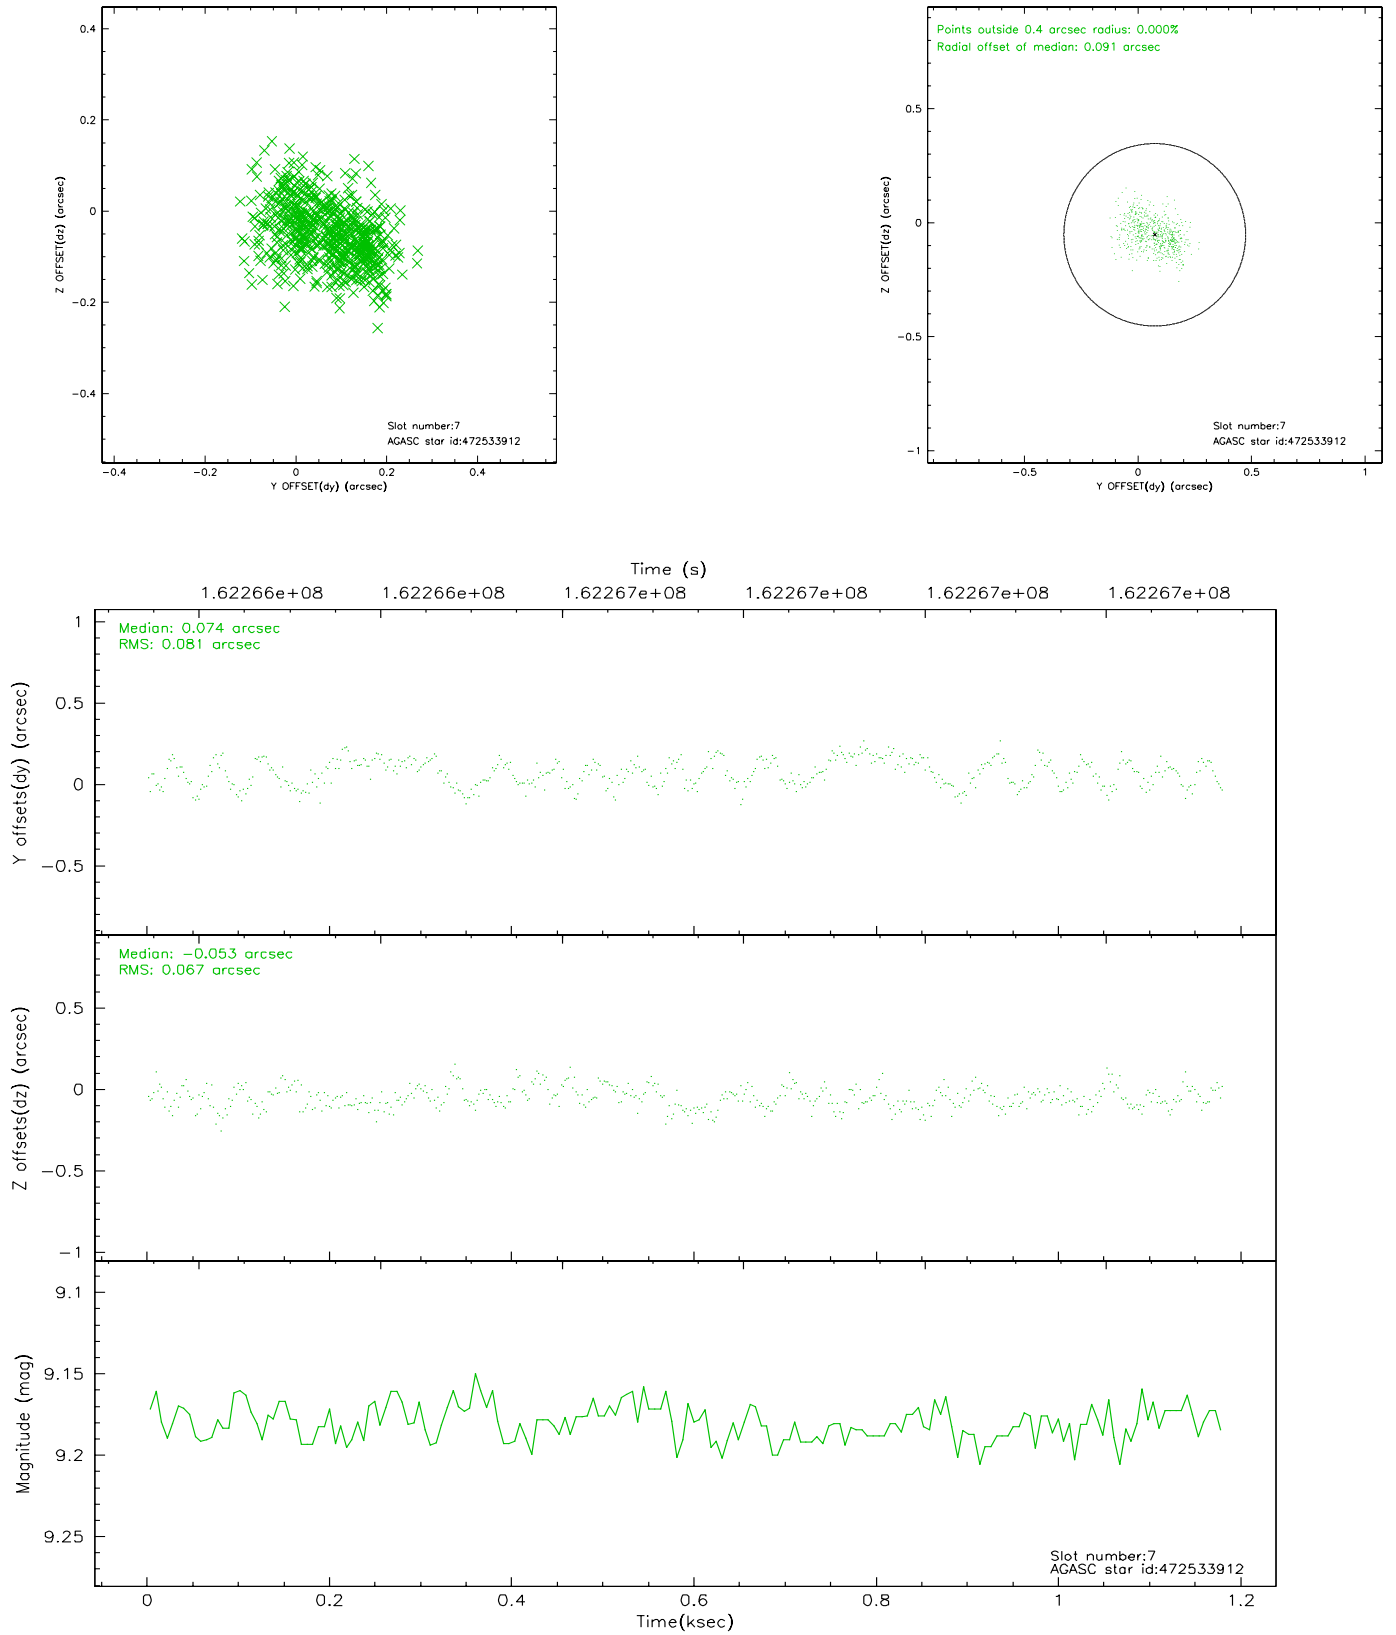 0.4
0.2
0
−0.2
−0.4
Z OFFSET(dz) (arcsec)
Slot number:7
AGASC star id:472533912
−0.4 −0.2 0 0.2 0.4
Y OFFSET(dy) (arcsec)
Points outside 0.4 arcsec radius: 0.000%
Radial offset of median: 0.091 arcsec
0.5
0
−0.5
−1
Z OFFSET(dz) (arcsec)
Slot number:7
AGASC star id:472533912
−0.5 0 0.5 1
Y OFFSET(dy) (arcsec)
Time (s)
1.62266e+08 1.62266e+08 1.62267e+08 1.62267e+08 1.62267e+08 1.62267e+08
Median: 0.074 arcsec
RMS: 0.081 arcsec
1
0.5
0
−0.5
Y offsets(dy) (arcsec)
Median: −0.053 arcsec
RMS: 0.067 arcsec
0.5
0
−0.5
−1
Z offsets(dz) (arcsec)
9.1
9.15
9.2
9.25
Magnitude (mag)
Slot number:7
AGASC star id:472533912
0 0.2 0.4 0.6 0.8 1 1.2
Time(ksec)